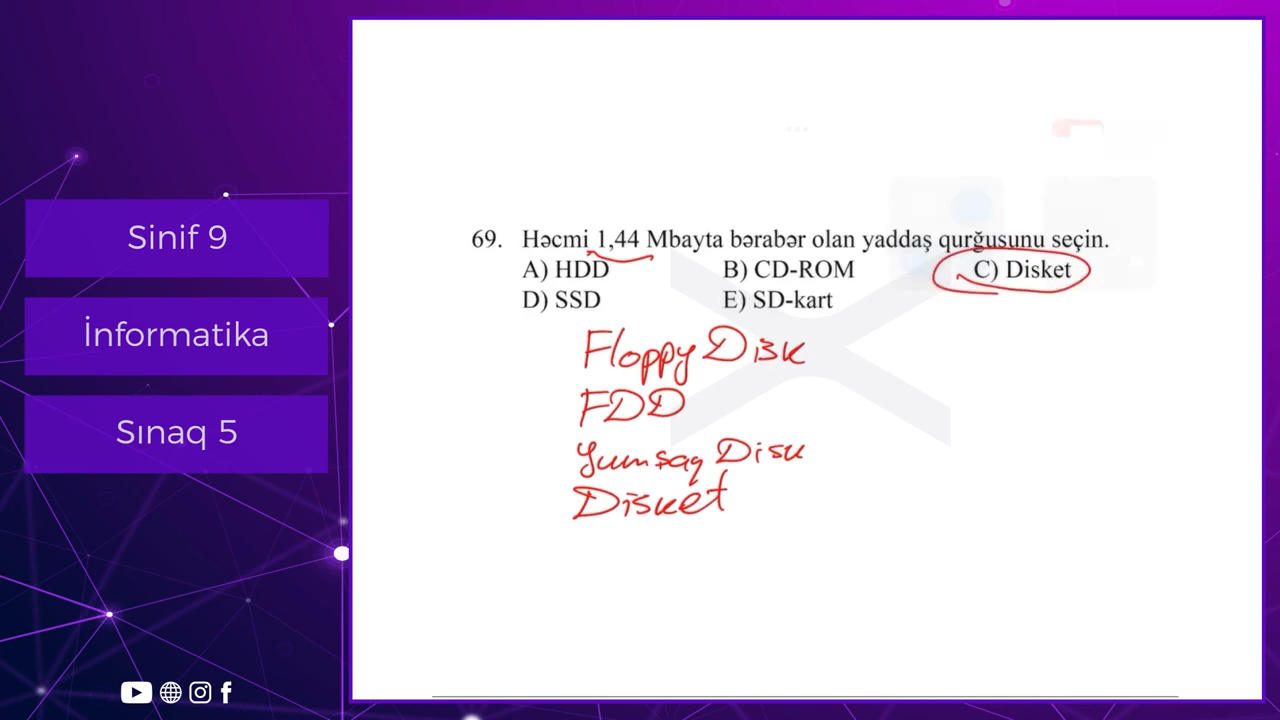 Sinif 9
İnformatika
Sınaq 5
69. Həcmi 1,44 Mbayta bərabər olan yaddaş qurğusunu seçin.
A) HDD B) CD-ROM C) Disket
D) SSD E) SD-kart
Floppy Disk
FDD
Yumşaq Disk
Disket